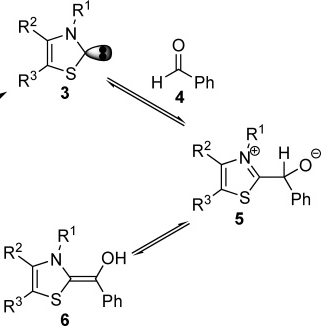 R¹
R²
N
O
S
H
Ph
R³
3
4
R¹
R²
N⊕
H
O⊖
R³
S
Ph
5
R¹
R²
N
OH
R³
S
Ph
6